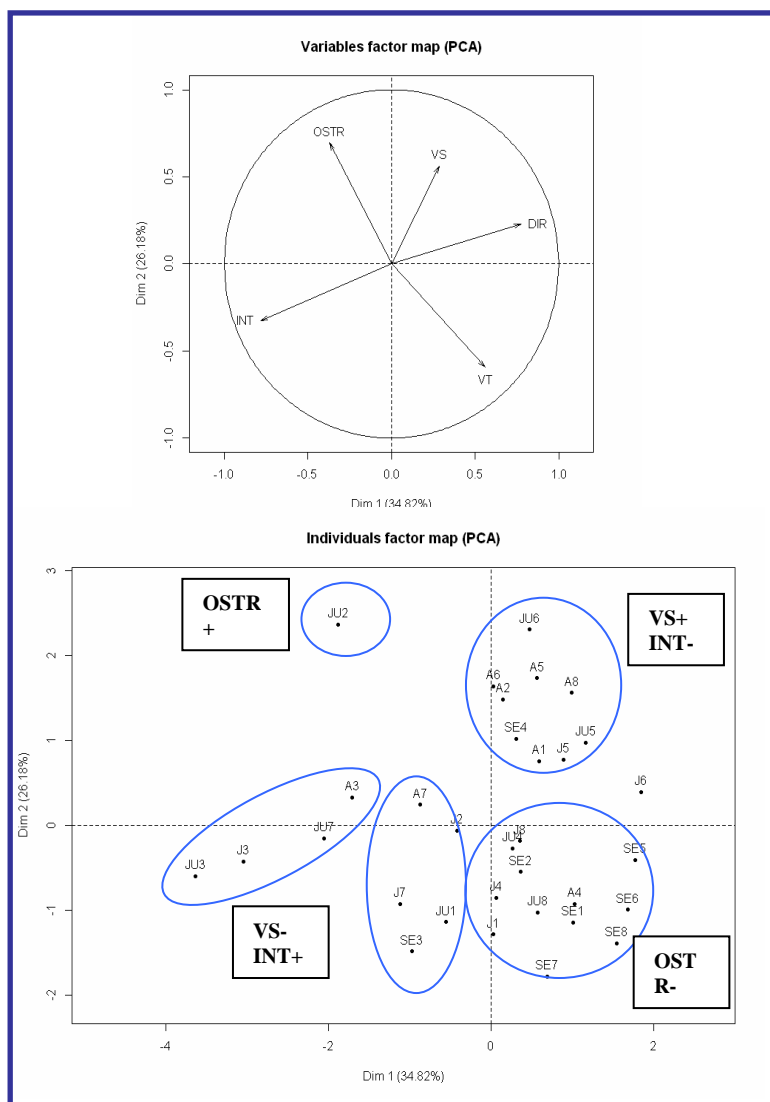 Variables factor map (PCA)
1.0
OSTR
VS
0.5
DIR
Dim 2 (26.18%)
0.0
INT
-0.5
VT
-1.0
-1.0 -0.5 0.0 0.5 1.0
Dim 1 (34.82%)
Individuals factor map (PCA)
3
OSTR
+
JU2
VS+
INT-
JU6
2
A6
A5
A8
A2
SE4
JU5
A1
J5
1
J6
A3
A7
Dim 2 (26.18%)
0
JU7
J2
J8
JU4
J3
SE2
SE5
JU3
J4
A4
SE6
J7
JU8
SE1
JU1
-1
J1
SE8
VS-
INT+
SE3
SE7
OST
R-
-2
-4 -2 0 2
Dim 1 (34.82%)